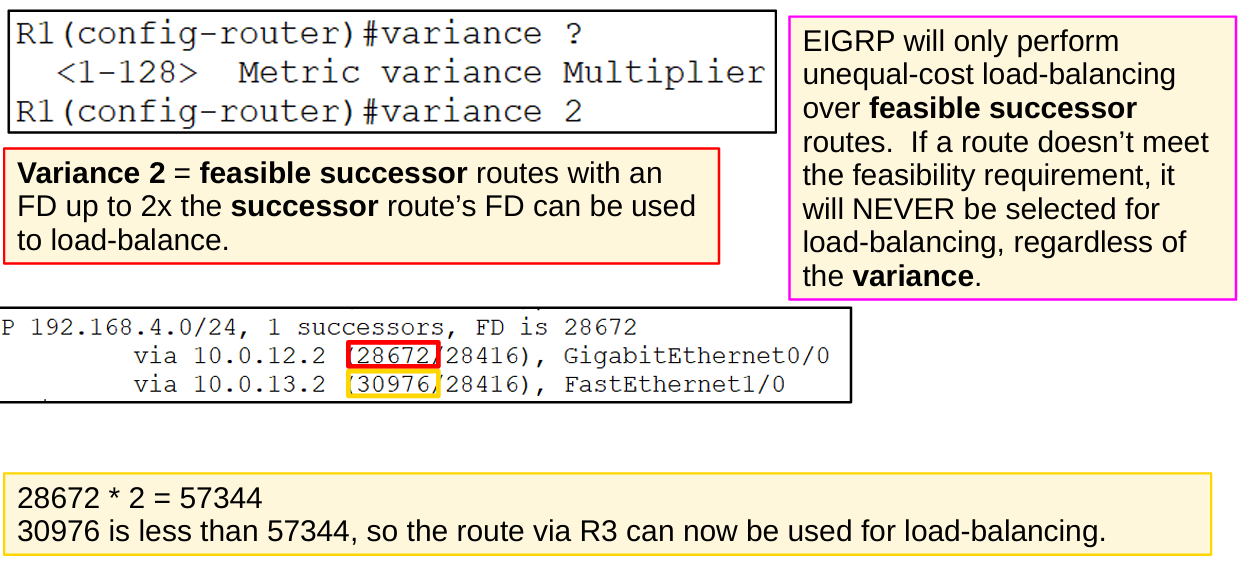 R1(config-router)#variance ?
<1-128> Metric variance Multiplier
R1(config-router)#variance 2
EIGRP will only perform
unequal-cost load-balancing
over feasible successor
routes. If a route doesn't meet
the feasibility requirement, it
will NEVER be selected for
load-balancing, regardless of
the variance.
Variance 2 = feasible successor routes with an
FD up to 2x the successor route's FD can be used
to load-balance.
P 192.168.4.0/24, 1 successors, FD is 28672
via 10.0.12.2 (28672/28416), GigabitEthernet0/0
via 10.0.13.2 (30976/28416), FastEthernet1/0
28672 * 2 = 57344
30976 is less than 57344, so the route via R3 can now be used for load-balancing.